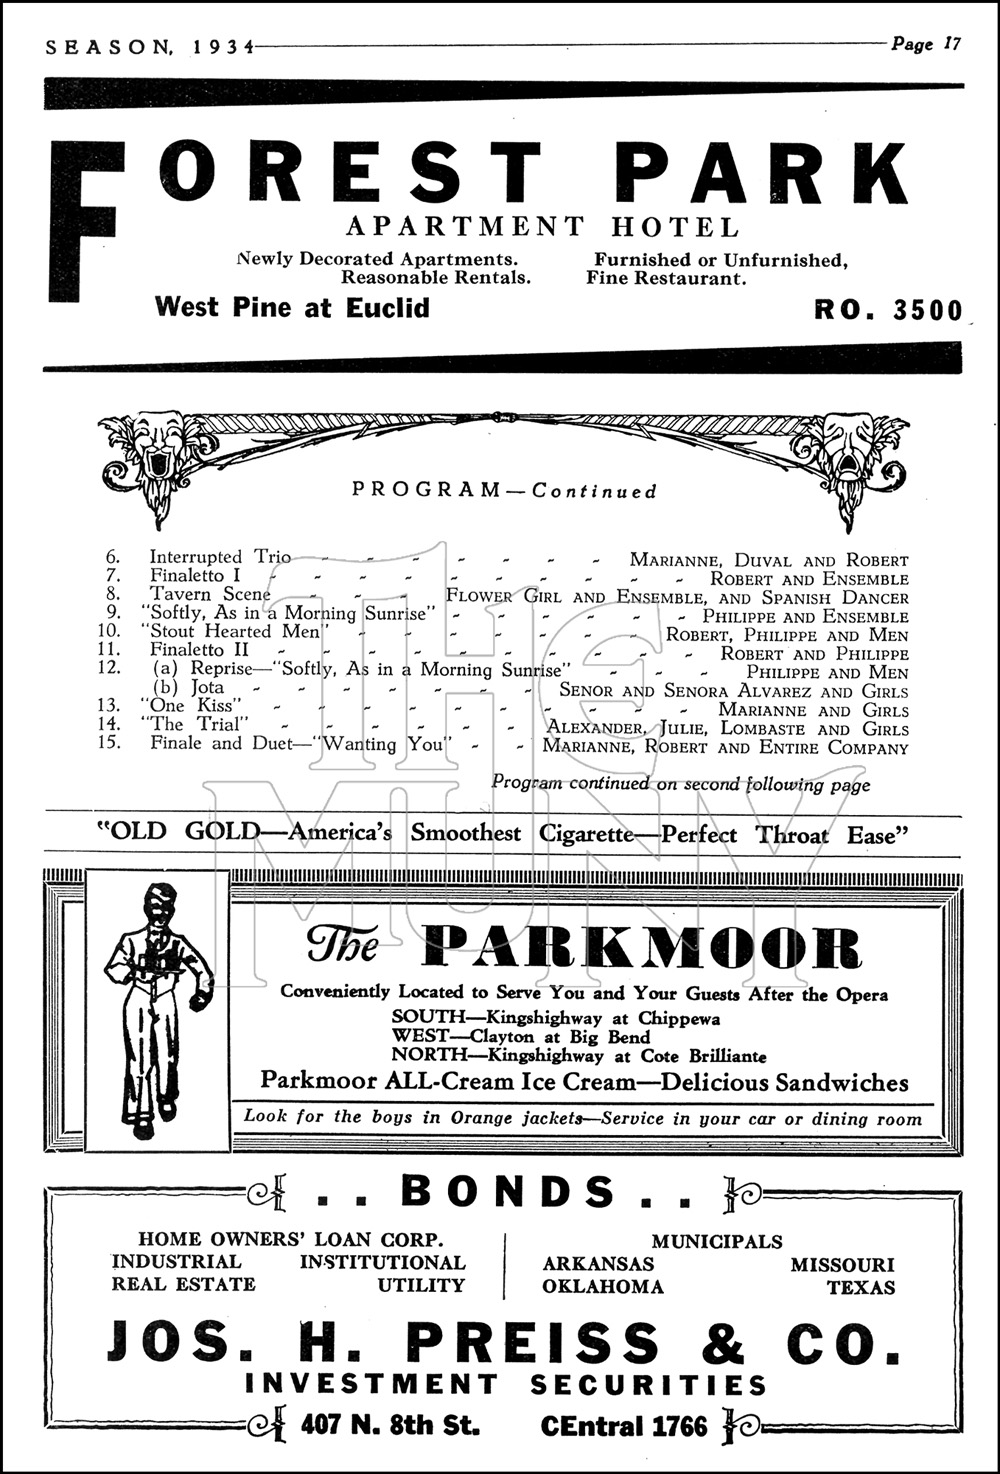 SEASON, 1934
Page 17
FOREST PARK
APARTMENT HOTEL
Newly Decorated Apartments. Furnished or Unfurnished,
Reasonable Rentals. Fine Restaurant.
West Pine at Euclid RO. 3500
PROGRAM—Continued
6. Interrupted Trio - - - - - - - MARIANNE, DUVAL AND ROBERT
7. Finaletto I - - - - - - - - - - ROBERT AND ENSEMBLE
8. Tavern Scene - - - FLOWER GIRL AND ENSEMBLE, AND SPANISH DANCER
9. "Softly, As in a Morning Sunrise" - - - - - - PHILIPPE AND ENSEMBLE
10. "Stout Hearted Men" - - - - - - - ROBERT, PHILIPPE AND MEN
11. Finaletto II - - - - - - - - - - ROBERT AND PHILIPPE
12. (a) Reprise—"Softly, As in a Morning Sunrise" - - - - PHILIPPE AND MEN
(b) Jota - - - - - - - SENOR AND SENORA ALVAREZ AND GIRLS
13. "One Kiss" - - - - - - - - - - MARIANNE AND GIRLS
14. "The Trial" - - - - - - ALEXANDER, JULIE, LOMBASTE AND GIRLS
15. Finale and Duet—"Wanting You" - - MARIANNE, ROBERT AND ENTIRE COMPANY
Program continued on second following page
THE
MUNY
"OLD GOLD—America's Smoothest Cigarette—Perfect Throat Ease"
The PARKMOOR
Conveniently Located to Serve You and Your Guests After the Opera
SOUTH—Kingshighway at Chippewa
WEST—Clayton at Big Bend
NORTH—Kingshighway at Cote Brilliante
Parkmoor ALL-Cream Ice Cream—Delicious Sandwiches
Look for the boys in Orange jackets—Service in your car or dining room
. . BONDS . .
HOME OWNERS' LOAN CORP.
INDUSTRIAL INSTITUTIONAL
REAL ESTATE UTILITY
MUNICIPALS
ARKANSAS MISSOURI
OKLAHOMA TEXAS
JOS. H. PREISS & CO.
INVESTMENT SECURITIES
407 N. 8th St. CEntral 1766